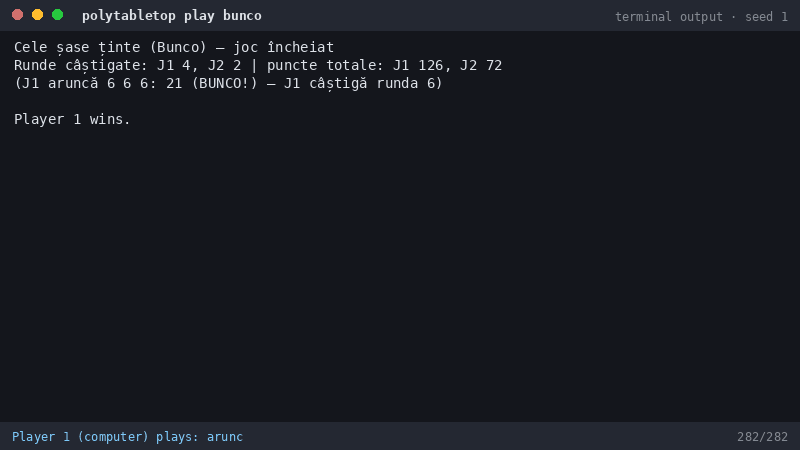 polytabletop play bunco
terminal output · seed 1
Cele șase ținte (Bunco) — joc încheiat
Runde câștigate: J1 4, J2 2 | puncte totale: J1 126, J2 72
(J1 aruncă 6 6 6: 21 (BUNCO!) — J1 câștigă runda 6)
Player 1 wins.
Player 1 (computer) plays: arunc
282/282